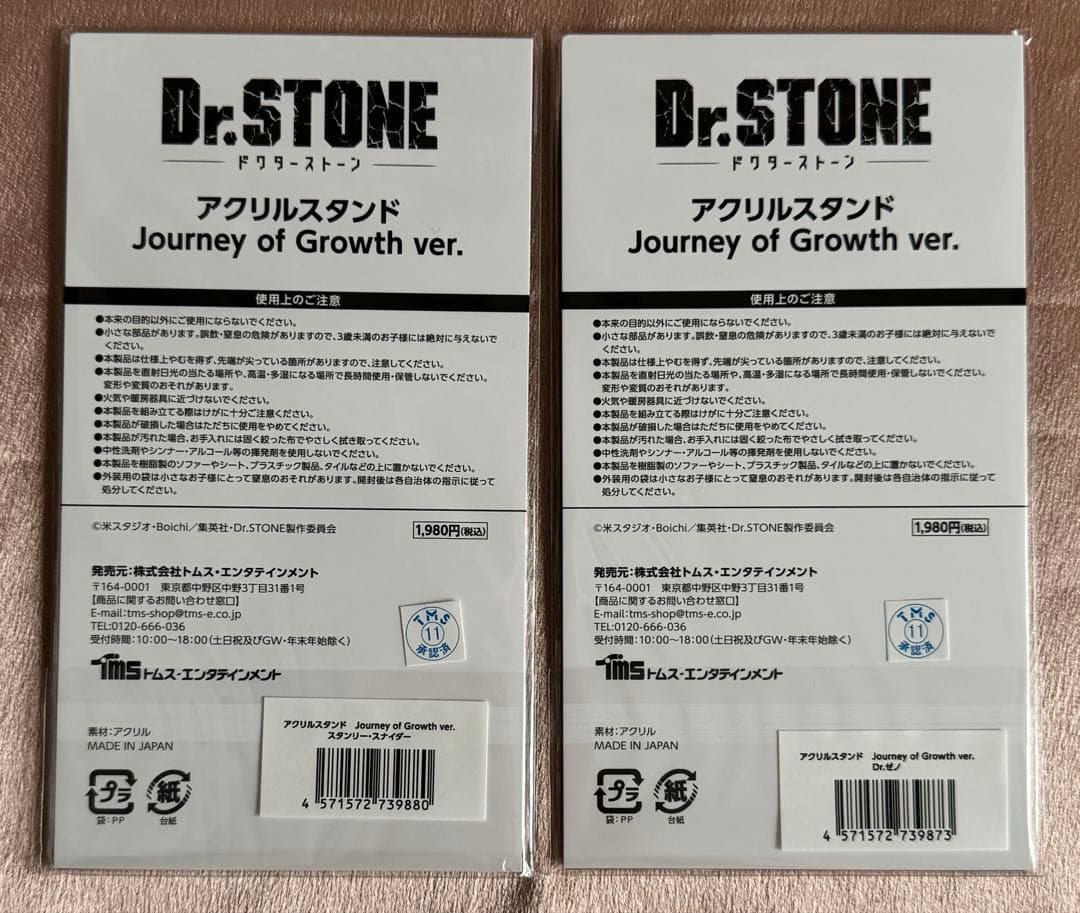 Dr.STONE
ドクターストーン
アクリルスタンド
Journey of Growth ver.
使用上のご注意
●本来の目的以外にご使用にならないでください。
●小さな部品があります。誤飲・窒息の危険がありますので、3歳未満のお子様には絶対に与えないで
ください。
●本製品は仕様上やむを得ず、先端が尖っている箇所がありますので、注意してください。
●本製品を直射日光の当たる場所や、高温・多湿になる場所で長時間使用・保管しないでください。
変形や変質のおそれがあります。
●火気や暖房器具に近づけないでください。
●本製品を組み立てる際はけがに十分ご注意ください。
●本製品が破損した場合はただちに使用をやめてください。
●本製品が汚れた場合、お手入れには固く絞った布でやさしく拭き取ってください。
●中性洗剤やシンナー・アルコール等の揮発剤を使用しないでください。
●本製品を樹脂製のソファーやシート、プラスチック製品、タイルなどの上に置かないでください。
●外装用の袋は小さなお子様にとって窒息のおそれがあります。開封後は各自治体の指示に従って
処分してください。
©米スタジオ・Boichi／集英社・Dr.STONE製作委員会
1,980円(税込)
発売元:株式会社トムス・エンタテインメント
〒164-0001 東京都中野区中野3丁目31番1号
【商品に関するお問い合わせ窓口】
E-mail:tms-shop@tms-e.co.jp
TEL:0120-666-036
受付時間:10:00～18:00(土日祝及びGW・年末年始除く)
TMS
11
承認済
tms トムス・エンタテインメント
素材:アクリル
MADE IN JAPAN
プラ
袋:PP
紙
台紙
アクリルスタンド Journey of Growth ver.
スタンリー・スナイダー
4 571572 739880
Dr.STONE
ドクターストーン
アクリルスタンド
Journey of Growth ver.
使用上のご注意
●本来の目的以外にご使用にならないでください。
●小さな部品があります。誤飲・窒息の危険がありますので、3歳未満のお子様には絶対に与えないで
ください。
●本製品は仕様上やむを得ず、先端が尖っている箇所がありますので、注意してください。
●本製品を直射日光の当たる場所や、高温・多湿になる場所で長時間使用・保管しないでください。
変形や変質のおそれがあります。
●火気や暖房器具に近づけないでください。
●本製品を組み立てる際はけがに十分ご注意ください。
●本製品が破損した場合はただちに使用をやめてください。
●本製品が汚れた場合、お手入れには固く絞った布でやさしく拭き取ってください。
●中性洗剤やシンナー・アルコール等の揮発剤を使用しないでください。
●本製品を樹脂製のソファーやシート、プラスチック製品、タイルなどの上に置かないでください。
●外装用の袋は小さなお子様にとって窒息のおそれがあります。開封後は各自治体の指示に従って
処分してください。
©米スタジオ・Boichi／集英社・Dr.STONE製作委員会
1,980円(税込)
発売元:株式会社トムス・エンタテインメント
〒164-0001 東京都中野区中野3丁目31番1号
【商品に関するお問い合わせ窓口】
E-mail:tms-shop@tms-e.co.jp
TEL:0120-666-036
受付時間:10:00～18:00(土日祝及びGW・年末年始除く)
TMS
11
承認済
tms トムス・エンタテインメント
素材:アクリル
MADE IN JAPAN
プラ
袋:PP
紙
台紙
アクリルスタンド Journey of Growth ver.
Dr.ゼノ
4 571572 739873